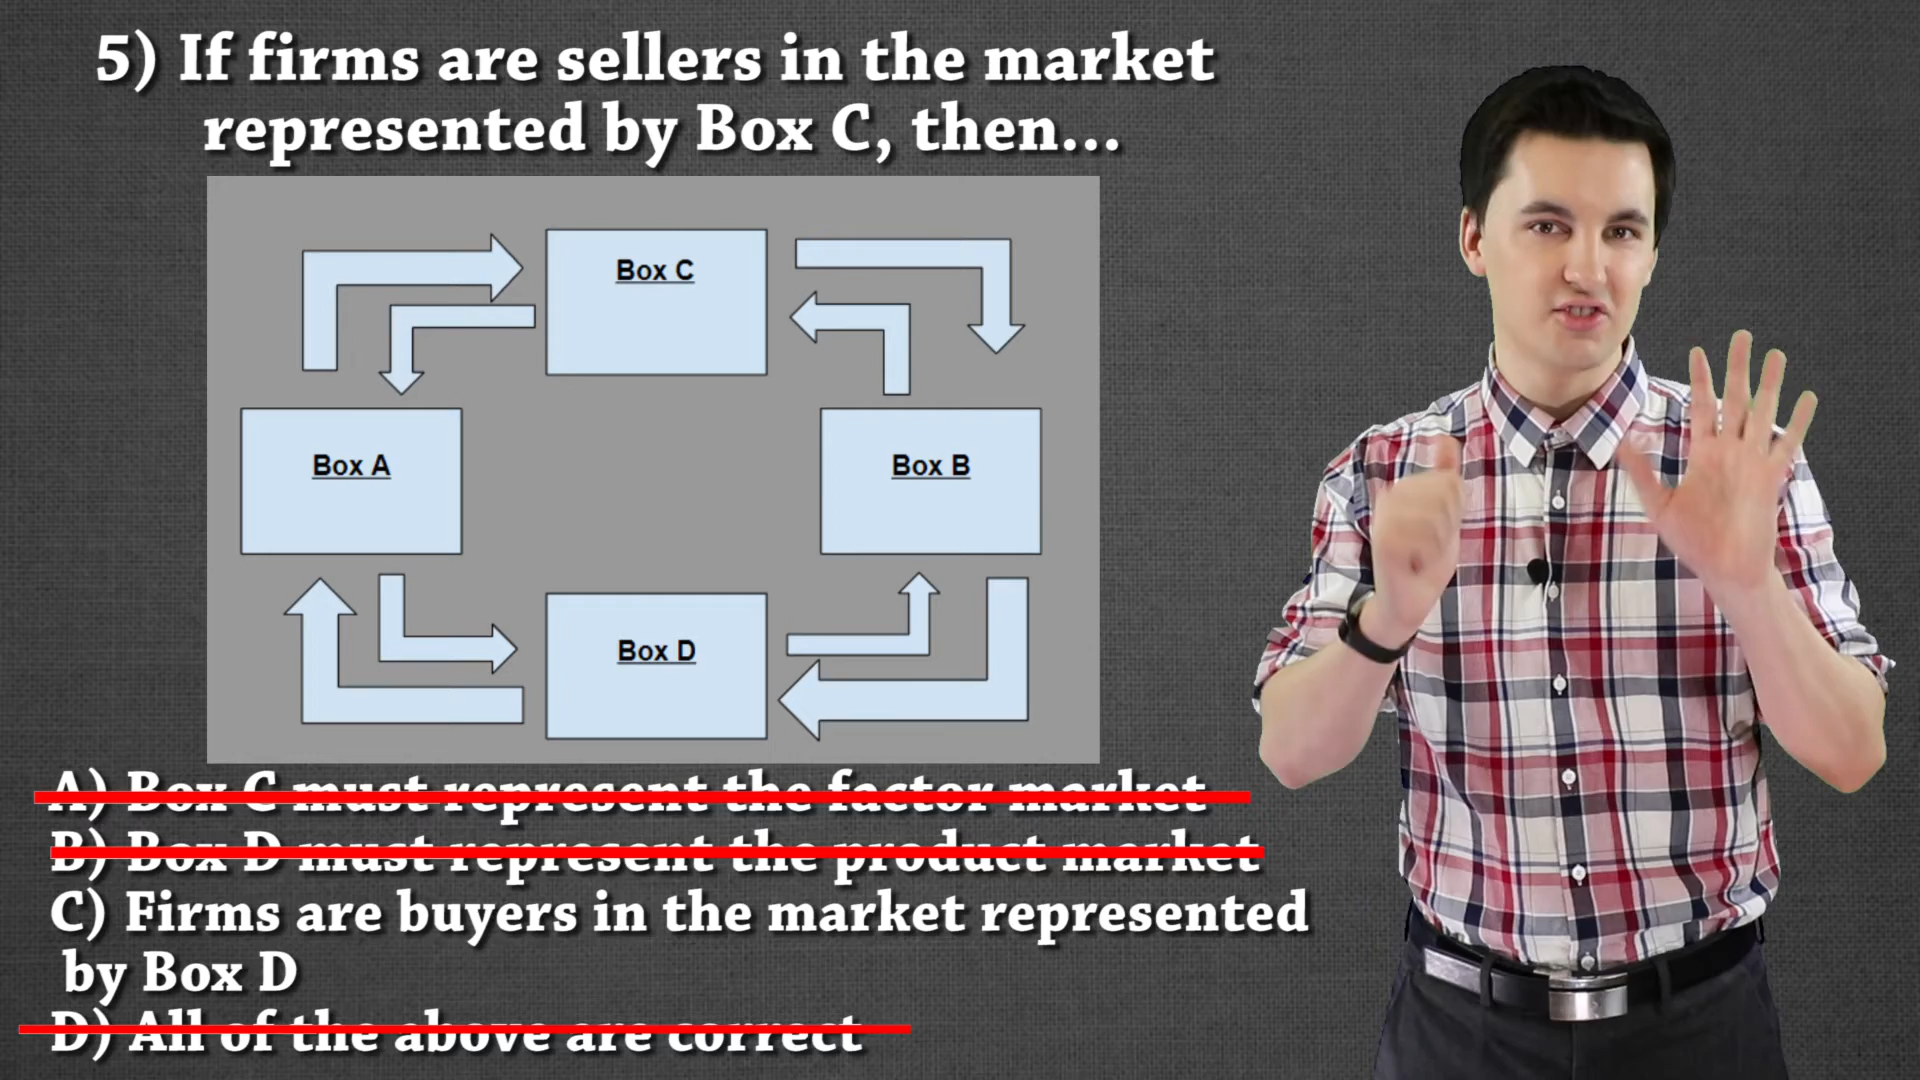 5) If firms are sellers in the market
represented by Box C, then...
Box C
Box A
Box B
Box D
A) Box C must represent the factor market
B) Box D must represent the product market
C) Firms are buyers in the market represented
by Box D
D) All of the above are correct